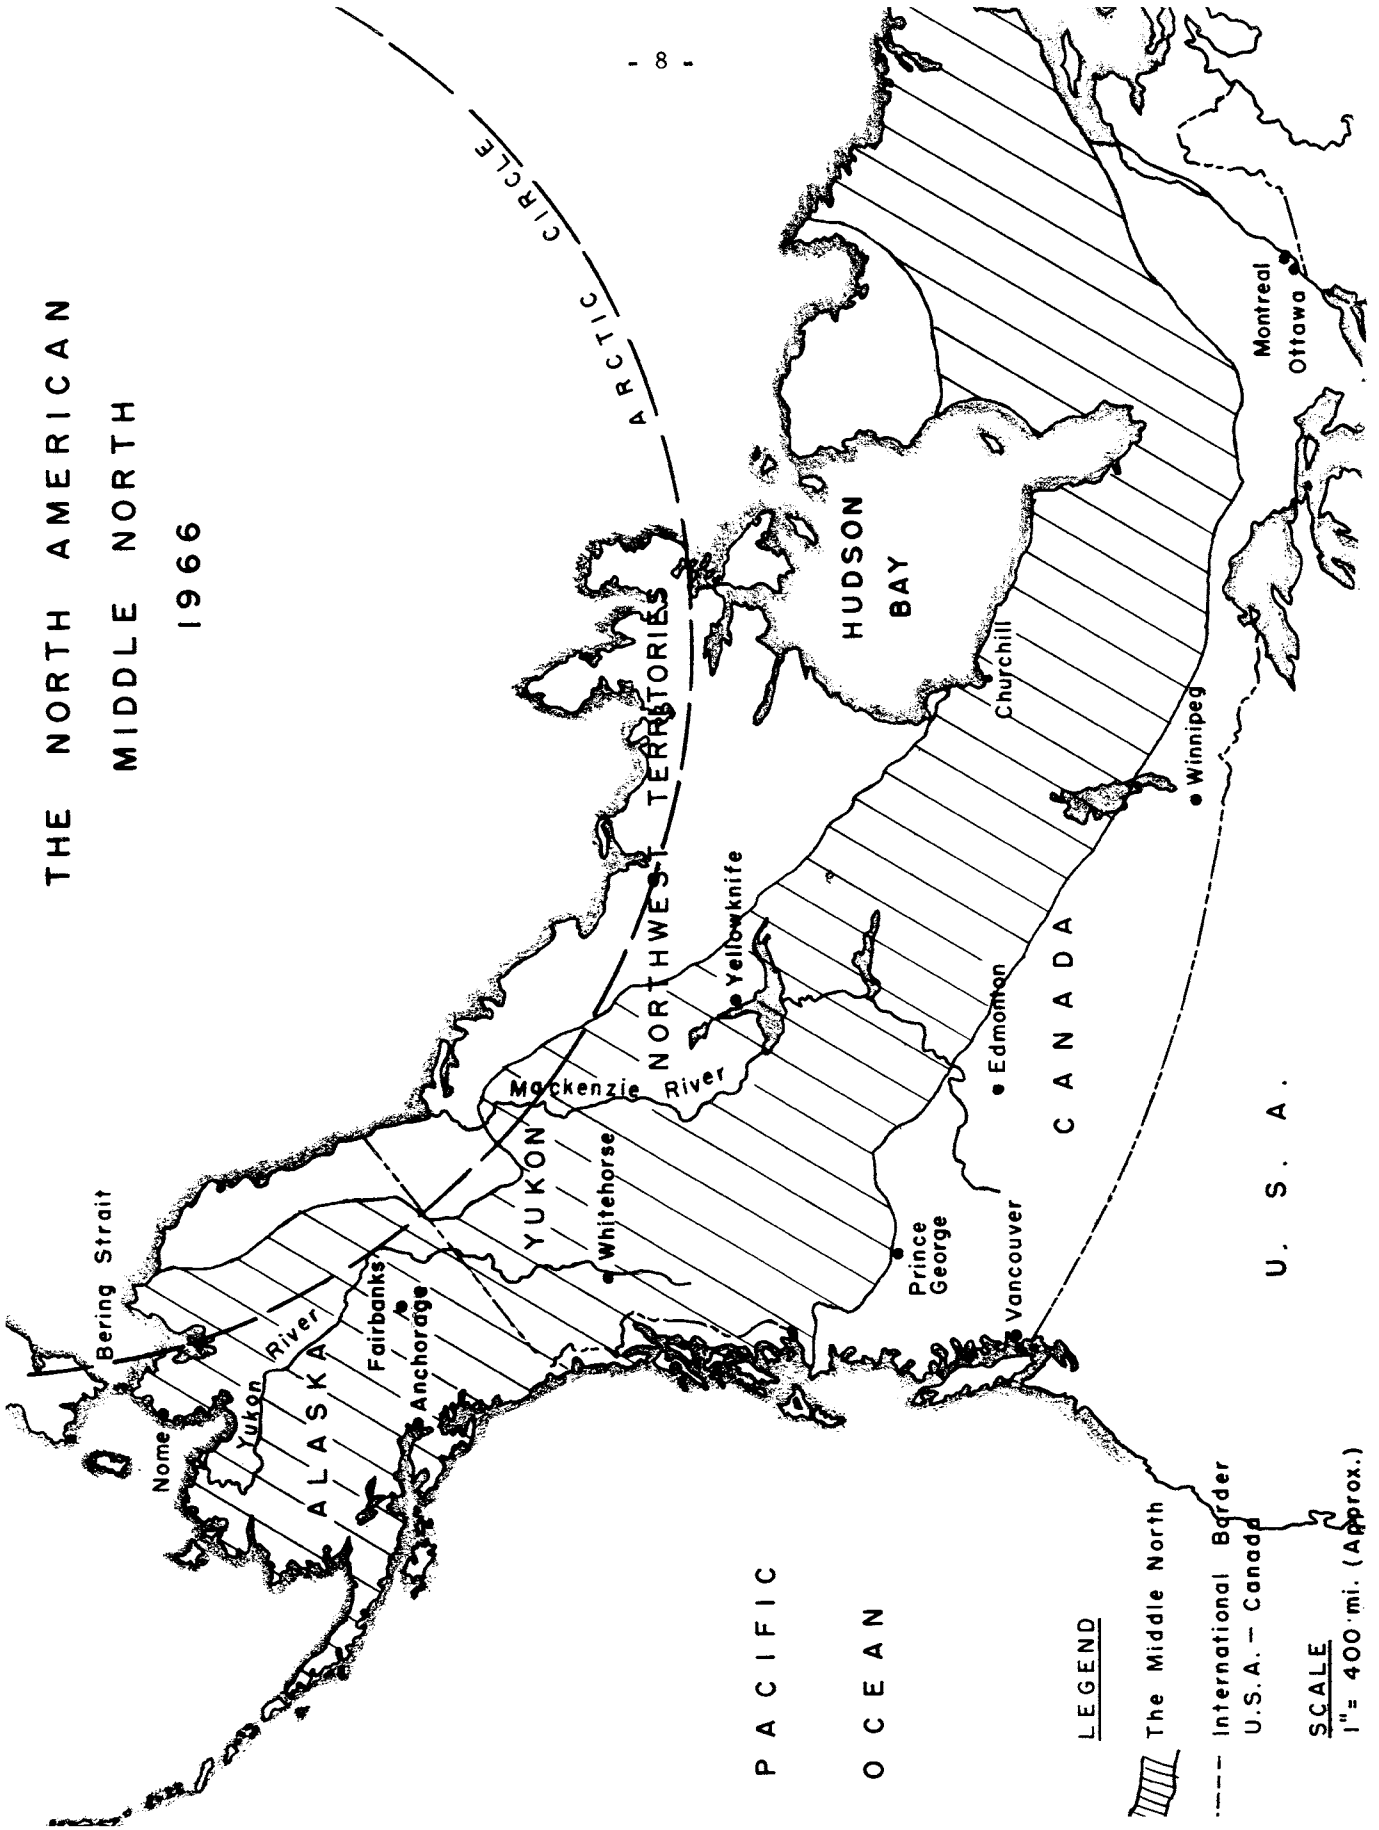 - 8 -
THE NORTH AMERICAN
MIDDLE NORTH
1966
ARCTIC CIRCLE
Bering Strait
Nome
Yukon River
ALASKA
Fairbanks
Anchorage
YUKON
Whitehorse
Mackenzie River
NORTHWEST TERRITORIES
Yellowknife
HUDSON
BAY
Churchill
Prince
George
Edmonton
Vancouver
CANADA
Winnipeg
Montreal
Ottawa
U. S. A.
PACIFIC
OCEAN
LEGEND
The Middle North
International Border
U.S.A. – Canada
SCALE
1" = 400 mi. (Approx.)